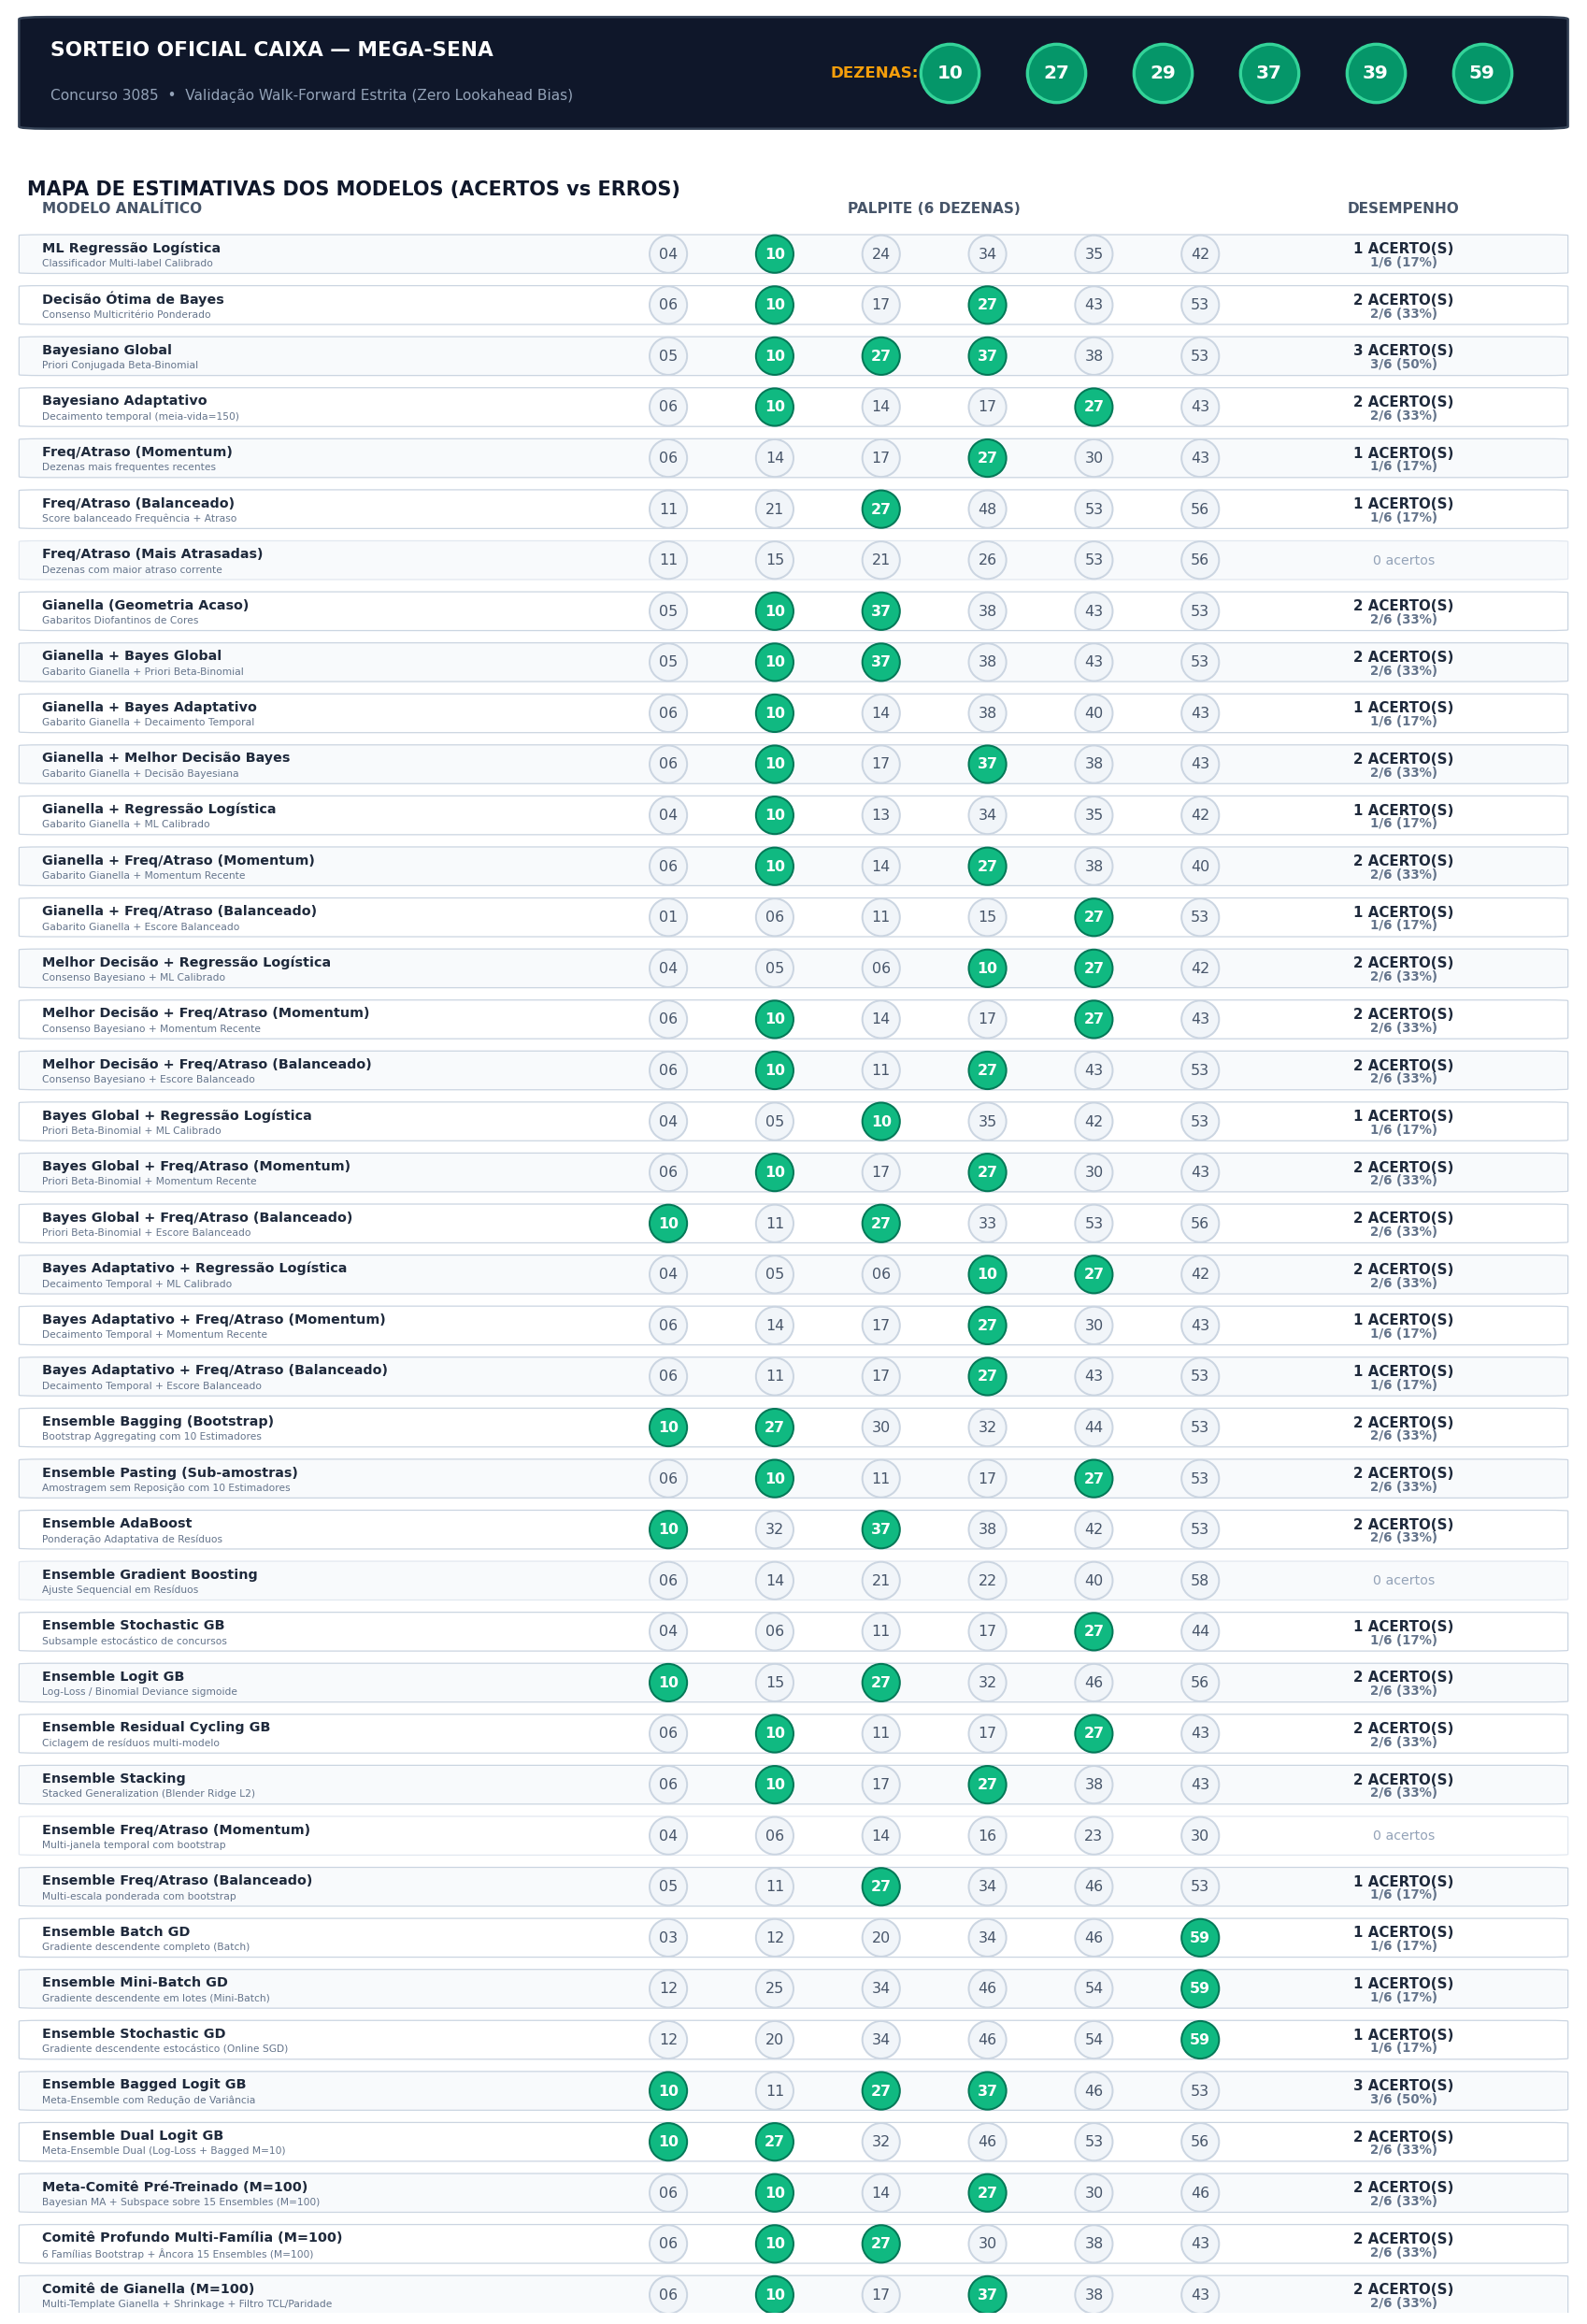 SORTEIO OFICIAL CAIXA — MEGA-SENA
Concurso 3085 • Validação Walk-Forward Estrita (Zero Lookahead Bias)
DEZENAS: 10 27 29 37 39 59
MAPA DE ESTIMATIVAS DOS MODELOS (ACERTOS vs ERROS)
MODELO ANALÍTICO PALPITE (6 DEZENAS) DESEMPENHO
ML Regressão Logística 04 10 24 34 35 42 1 ACERTO(S)
Classificador Multi-label Calibrado 1/6 (17%)
Decisão Ótima de Bayes 06 10 17 27 43 53 2 ACERTO(S)
Consenso Multicritério Ponderado 2/6 (33%)
Bayesiano Global 05 10 27 37 38 53 3 ACERTO(S)
Priori Conjugada Beta-Binomial 3/6 (50%)
Bayesiano Adaptativo 06 10 14 17 27 43 2 ACERTO(S)
Decaimento temporal (meia-vida=150) 2/6 (33%)
Freq/Atraso (Momentum) 06 14 17 27 30 43 1 ACERTO(S)
Dezenas mais frequentes recentes 1/6 (17%)
Freq/Atraso (Balanceado) 11 21 27 48 53 56 1 ACERTO(S)
Score balanceado Frequência + Atraso 1/6 (17%)
Freq/Atraso (Mais Atrasadas) 11 15 21 26 53 56 0 acertos
Dezenas com maior atraso corrente
Gianella (Geometria Acaso) 05 10 37 38 43 53 2 ACERTO(S)
Gabaritos Diofantinos de Cores 2/6 (33%)
Gianella + Bayes Global 05 10 37 38 43 53 2 ACERTO(S)
Gabarito Gianella + Priori Beta-Binomial 2/6 (33%)
Gianella + Bayes Adaptativo 06 10 14 38 40 43 1 ACERTO(S)
Gabarito Gianella + Decaimento Temporal 1/6 (17%)
Gianella + Melhor Decisão Bayes 06 10 17 37 38 43 2 ACERTO(S)
Gabarito Gianella + Decisão Bayesiana 2/6 (33%)
Gianella + Regressão Logística 04 10 13 34 35 42 1 ACERTO(S)
Gabarito Gianella + ML Calibrado 1/6 (17%)
Gianella + Freq/Atraso (Momentum) 06 10 14 27 38 40 2 ACERTO(S)
Gabarito Gianella + Momentum Recente 2/6 (33%)
Gianella + Freq/Atraso (Balanceado) 01 06 11 15 27 53 1 ACERTO(S)
Gabarito Gianella + Escore Balanceado 1/6 (17%)
Melhor Decisão + Regressão Logística 04 05 06 10 27 42 2 ACERTO(S)
Consenso Bayesiano + ML Calibrado 2/6 (33%)
Melhor Decisão + Freq/Atraso (Momentum) 06 10 14 17 27 43 2 ACERTO(S)
Consenso Bayesiano + Momentum Recente 2/6 (33%)
Melhor Decisão + Freq/Atraso (Balanceado) 06 10 11 27 43 53 2 ACERTO(S)
Consenso Bayesiano + Escore Balanceado 2/6 (33%)
Bayes Global + Regressão Logística 04 05 10 35 42 53 1 ACERTO(S)
Priori Beta-Binomial + ML Calibrado 1/6 (17%)
Bayes Global + Freq/Atraso (Momentum) 06 10 17 27 30 43 2 ACERTO(S)
Priori Beta-Binomial + Momentum Recente 2/6 (33%)
Bayes Global + Freq/Atraso (Balanceado) 10 11 27 33 53 56 2 ACERTO(S)
Priori Beta-Binomial + Escore Balanceado 2/6 (33%)
Bayes Adaptativo + Regressão Logística 04 05 06 10 27 42 2 ACERTO(S)
Decaimento Temporal + ML Calibrado 2/6 (33%)
Bayes Adaptativo + Freq/Atraso (Momentum) 06 14 17 27 30 43 1 ACERTO(S)
Decaimento Temporal + Momentum Recente 1/6 (17%)
Bayes Adaptativo + Freq/Atraso (Balanceado) 06 11 17 27 43 53 1 ACERTO(S)
Decaimento Temporal + Escore Balanceado 1/6 (17%)
Ensemble Bagging (Bootstrap) 10 27 30 32 44 53 2 ACERTO(S)
Bootstrap Aggregating com 10 Estimadores 2/6 (33%)
Ensemble Pasting (Sub-amostras) 06 10 11 17 27 53 2 ACERTO(S)
Amostragem sem Reposição com 10 Estimadores 2/6 (33%)
Ensemble AdaBoost 10 32 37 38 42 53 2 ACERTO(S)
Ponderação Adaptativa de Resíduos 2/6 (33%)
Ensemble Gradient Boosting 06 14 21 22 40 58 0 acertos
Ajuste Sequencial em Resíduos
Ensemble Stochastic GB 04 06 11 17 27 44 1 ACERTO(S)
Subsample estocástico de concursos 1/6 (17%)
Ensemble Logit GB 10 15 27 32 46 56 2 ACERTO(S)
Log-Loss / Binomial Deviance sigmoide 2/6 (33%)
Ensemble Residual Cycling GB 06 10 11 17 27 43 2 ACERTO(S)
Ciclagem de resíduos multi-modelo 2/6 (33%)
Ensemble Stacking 06 10 17 27 38 43 2 ACERTO(S)
Stacked Generalization (Blender Ridge L2) 2/6 (33%)
Ensemble Freq/Atraso (Momentum) 04 06 14 16 23 30 0 acertos
Multi-janela temporal com bootstrap
Ensemble Freq/Atraso (Balanceado) 05 11 27 34 46 53 1 ACERTO(S)
Multi-escala ponderada com bootstrap 1/6 (17%)
Ensemble Batch GD 03 12 20 34 46 59 1 ACERTO(S)
Gradiente descendente completo (Batch) 1/6 (17%)
Ensemble Mini-Batch GD 12 25 34 46 54 59 1 ACERTO(S)
Gradiente descendente em lotes (Mini-Batch) 1/6 (17%)
Ensemble Stochastic GD 12 20 34 46 54 59 1 ACERTO(S)
Gradiente descendente estocástico (Online SGD) 1/6 (17%)
Ensemble Bagged Logit GB 10 11 27 37 46 53 3 ACERTO(S)
Meta-Ensemble com Redução de Variância 3/6 (50%)
Ensemble Dual Logit GB 10 27 32 46 53 56 2 ACERTO(S)
Meta-Ensemble Dual (Log-Loss + Bagged M=10) 2/6 (33%)
Meta-Comitê Pré-Treinado (M=100) 06 10 14 27 30 46 2 ACERTO(S)
Bayesian MA + Subspace sobre 15 Ensembles (M=100) 2/6 (33%)
Comitê Profundo Multi-Família (M=100) 06 10 27 30 38 43 2 ACERTO(S)
6 Famílias Bootstrap + Âncora 15 Ensembles (M=100) 2/6 (33%)
Comitê de Gianella (M=100) 06 10 17 37 38 43 2 ACERTO(S)
Multi-Template Gianella + Shrinkage + Filtro TCL/Paridade 2/6 (33%)